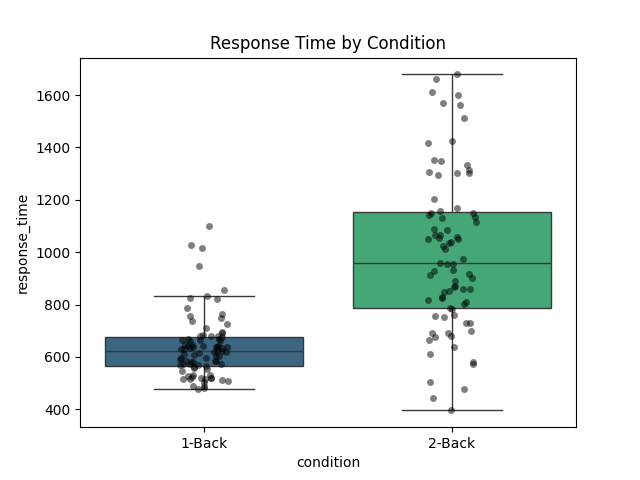 Response Time by Condition
response_time
1600
1400
1200
1000
800
600
400
1-Back
2-Back
condition